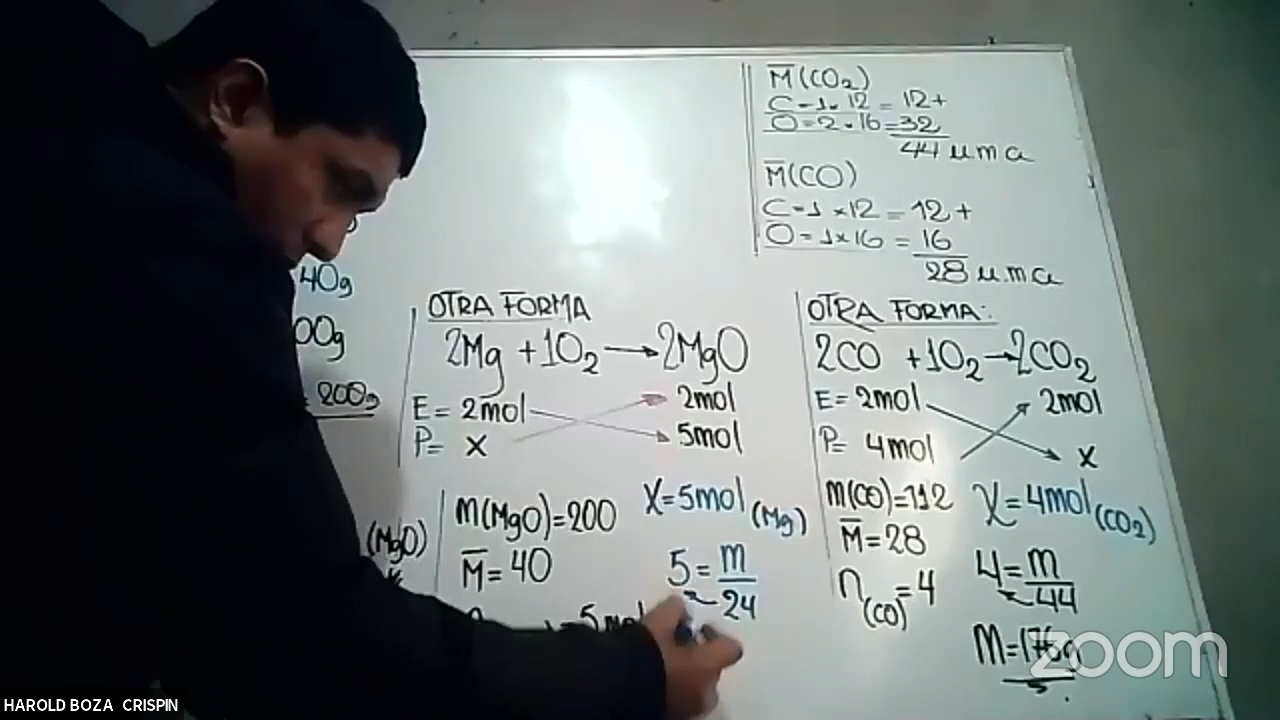 M̅(CO₂)
C = 1 × 12 = 12 +
O = 2 × 16 = 32
44 u.m.a
M̅(CO)
C = 1 × 12 = 12 +
O = 1 × 16 = 16
28 u.m.a
40g
00g
200g
(MgO)
OTRA FORMA
2Mg + 1O₂ → 2MgO
E = 2mol 2mol
P = x 5mol
m(MgO) = 200
M̅ = 40
= 5mol
X = 5mol (Mg)
5 = m/24
OTRA FORMA:
2CO + 1O₂ → 2CO₂
E = 2mol 2mol
P = 4mol x
m(CO) = 112
M̅ = 28
n(CO) = 4
X = 4mol (CO₂)
4 = m/44
m = 176g
zoom
HAROLD BOZA CRISPIN